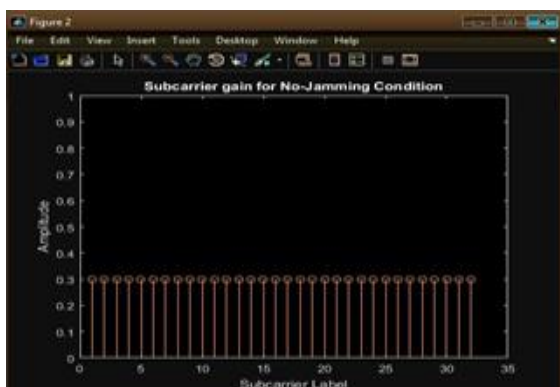 Figure 2
File Edit View Insert Tools Desktop Window Help
Subcarrier gain for No-Jamming Condition
1
0.9
0.8
0.7
0.6
0.5
0.4
0.3
0.2
0.1
0
Amplitude
0 5 10 15 20 25 30 35
Subcarrier Label